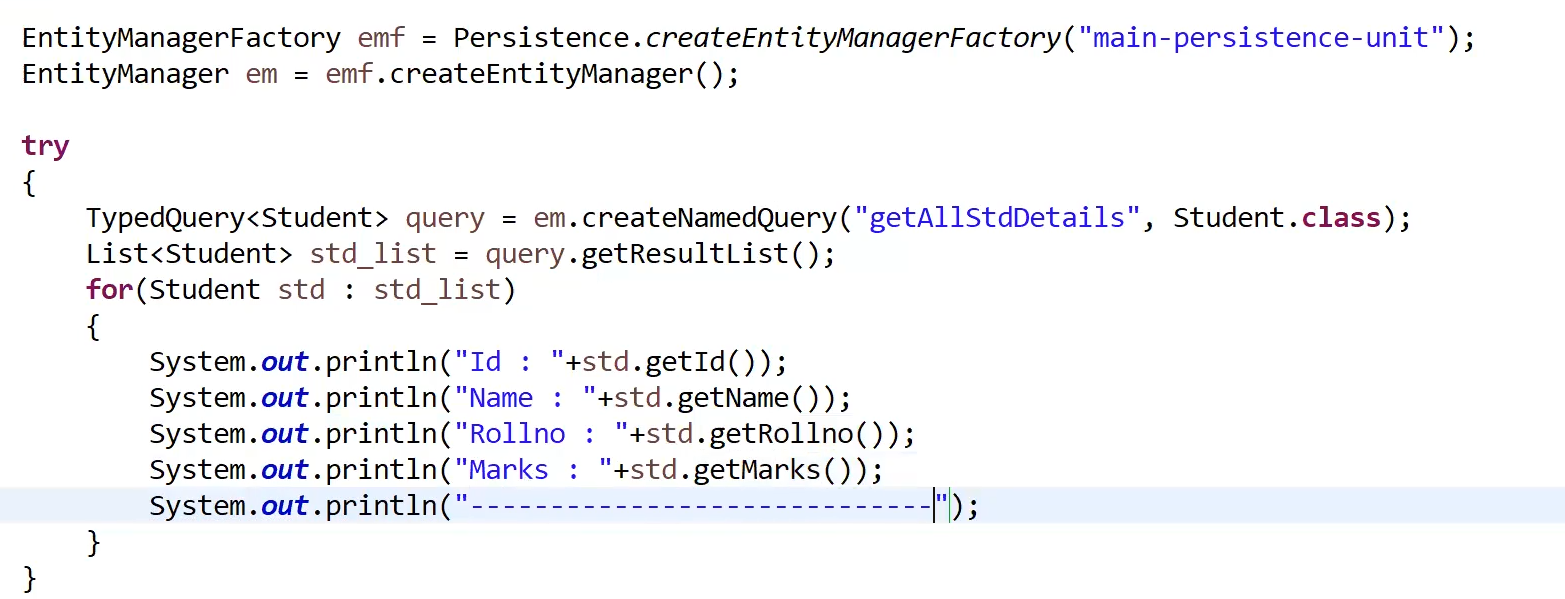 EntityManagerFactory emf = Persistence.createEntityManagerFactory("main-persistence-unit");
EntityManager em = emf.createEntityManager();
try
{
TypedQuery<Student> query = em.createNamedQuery("getAllStdDetails", Student.class);
List<Student> std_list = query.getResultList();
for(Student std : std_list)
{
System.out.println("Id : "+std.getId());
System.out.println("Name : "+std.getName());
System.out.println("Rollno : "+std.getRollno());
System.out.println("Marks : "+std.getMarks());
System.out.println("-----------------------------");
}
}